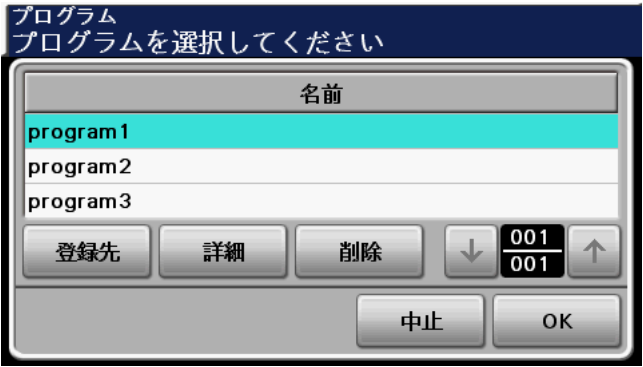 プログラム
プログラムを選択してください
名前
program1
program2
program3
登録先 詳細 削除 ↓ 001 ↑
001
中止 OK